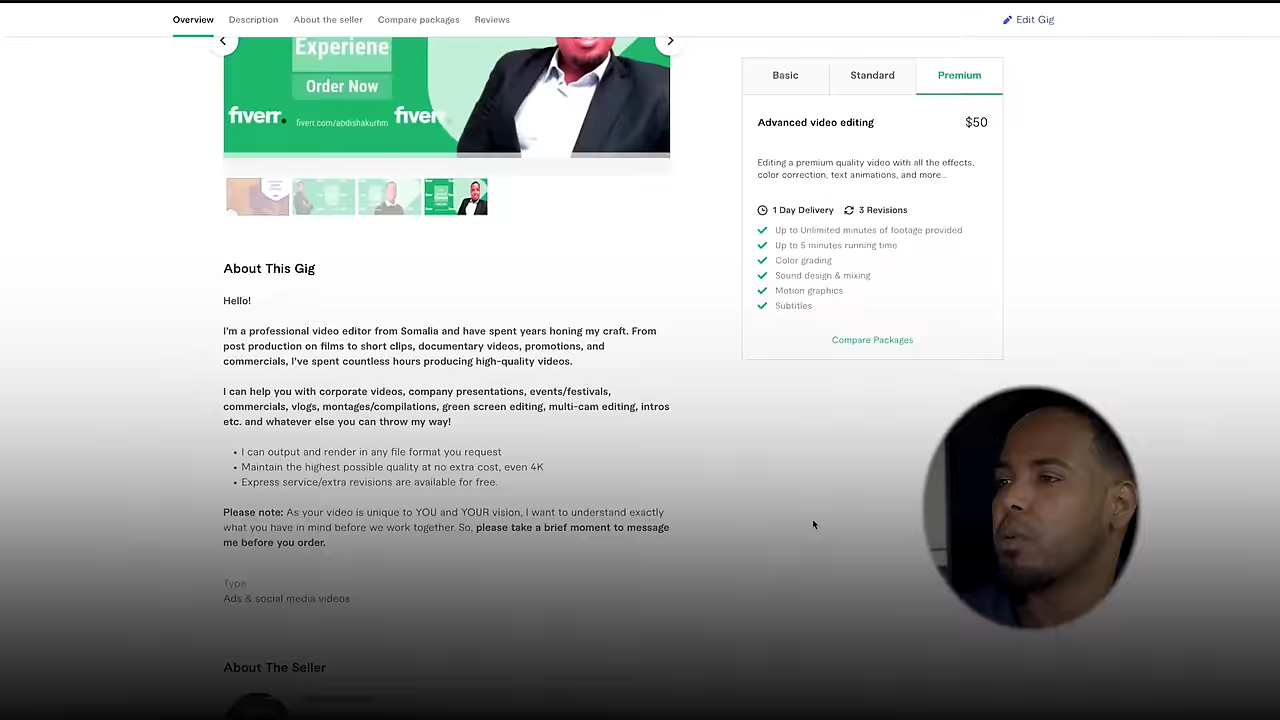 Overview
Description
About the seller
Compare packages
Reviews
Edit Gig
Experiene
Order Now
fiverr.
fiverr.com/abdishakurhm
fiverr
Basic
Standard
Premium
Advanced video editing
$50
Editing a premium quality video with all the effects,
color correction, text animations, and more...
1 Day Delivery
3 Revisions
Up to Unlimited minutes of footage provided
Up to 5 minutes running time
Color grading
Sound design & mixing
Motion graphics
Subtitles
Compare Packages
About This Gig
Hello!
I'm a professional video editor from Somalia and have spent years honing my craft. From
post production on films to short clips, documentary videos, promotions, and
commercials, I've spent countless hours producing high-quality videos.
I can help you with corporate videos, company presentations, events/festivals,
commercials, vlogs, montages/compilations, green screen editing, multi-cam editing, intros
etc. and whatever else you can throw my way!
• I can output and render in any file format you request
• Maintain the highest possible quality at no extra cost, even 4K
• Express service/extra revisions are available for free.
Please note: As your video is unique to YOU and YOUR vision, I want to understand exactly
what you have in mind before we work together. So, please take a brief moment to message
me before you order.
Type
Ads & social media videos
About The Seller